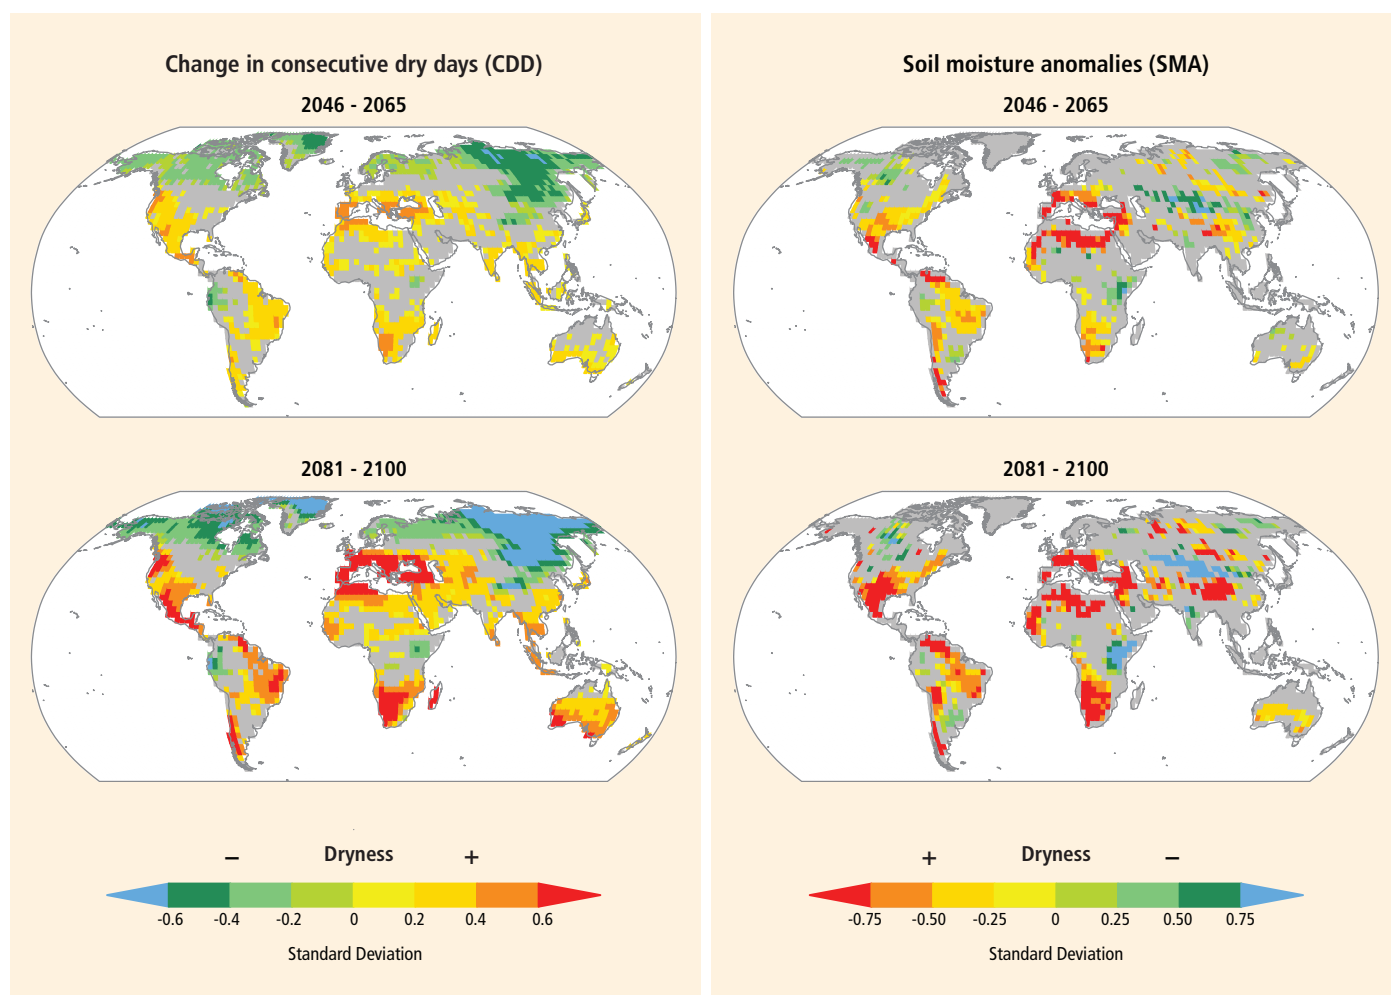 Change in consecutive dry days (CDD)
2046 - 2065
2081 - 2100
– Dryness +
-0.6 -0.4 -0.2 0 0.2 0.4 0.6
Standard Deviation
Soil moisture anomalies (SMA)
2046 - 2065
2081 - 2100
+ Dryness –
-0.75 -0.50 -0.25 0 0.25 0.50 0.75
Standard Deviation